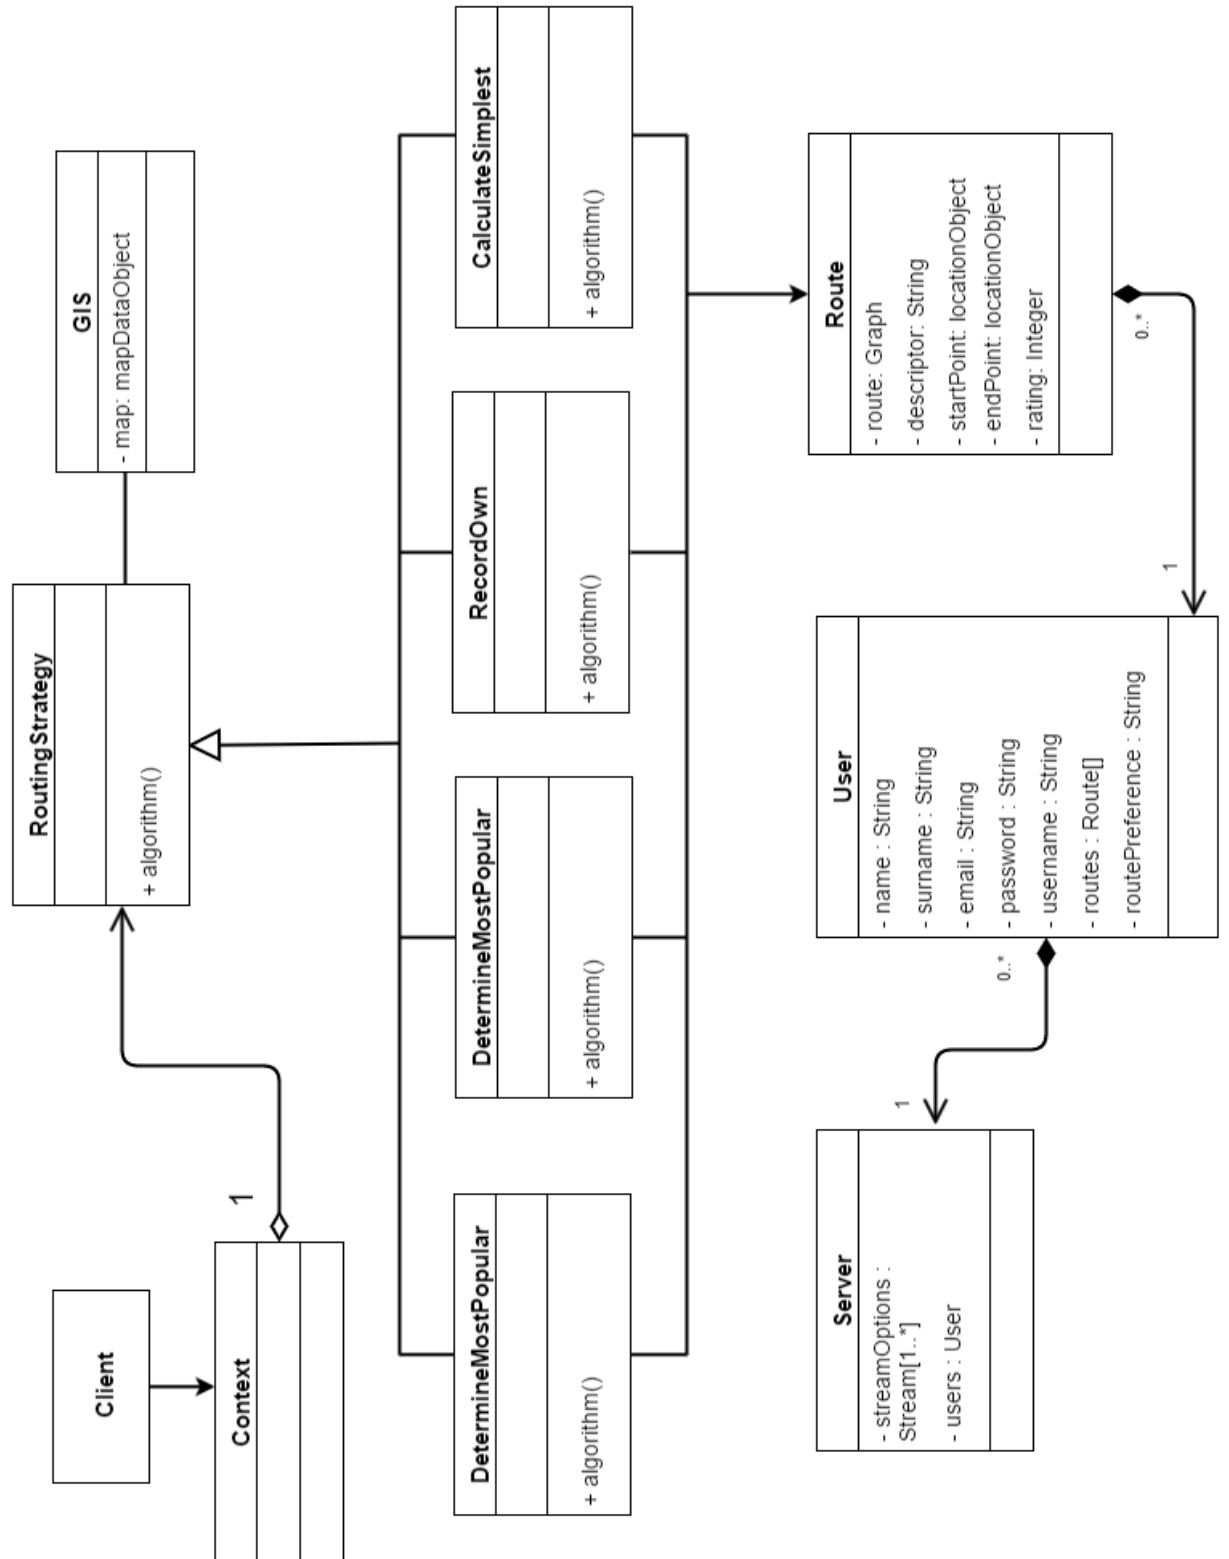 Client
Context
1
RoutingStrategy
+ algorithm()
GIS
- map: mapDataObject
DetermineMostPopular
+ algorithm()
DetermineMostPopular
+ algorithm()
RecordOwn
+ algorithm()
CalculateSimplest
+ algorithm()
Server
- streamOptions :
Stream[1..*]
- users : User
1
0..*
User
- name : String
- surname : String
- email : String
- password : String
- username : String
- routes : Route[]
- routePreference : String
1
0..*
Route
- route: Graph
- descriptor: String
- startPoint: locationObject
- endPoint: locationObject
- rating: Integer